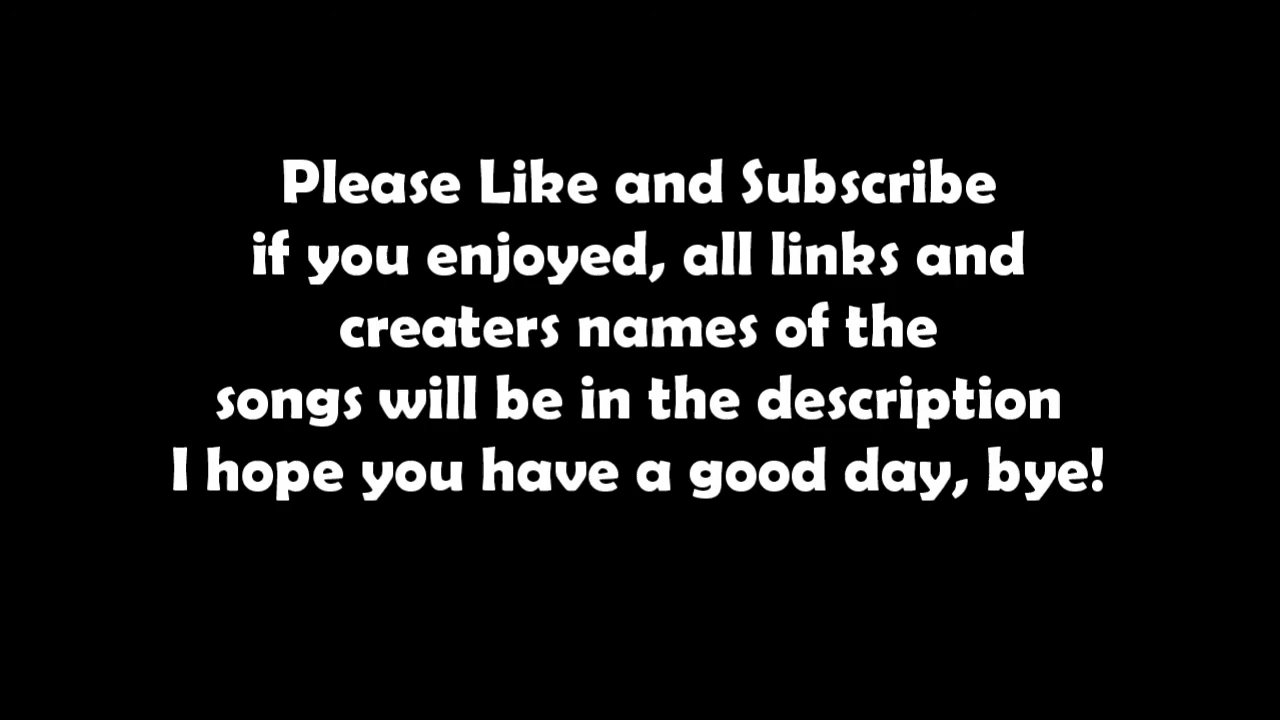 Please Like and Subscribe
if you enjoyed, all links and
creaters names of the
songs will be in the description
I hope you have a good day, bye!